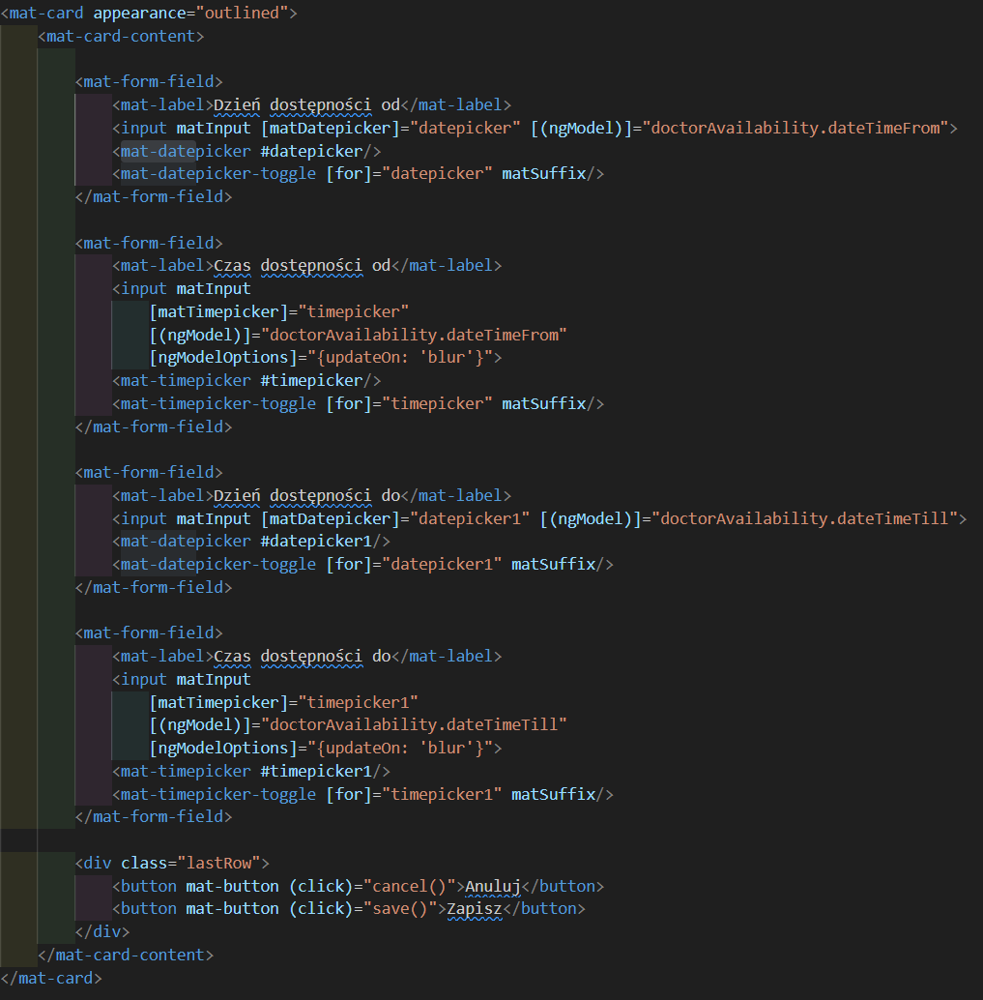 <mat-card appearance="outlined">
<mat-card-content>
<mat-form-field>
<mat-label>Dzień dostępności od</mat-label>
<input matInput [matDatepicker]="datepicker" [(ngModel)]="doctorAvailability.dateTimeFrom">
<mat-datepicker #datepicker/>
<mat-datepicker-toggle [for]="datepicker" matSuffix/>
</mat-form-field>
<mat-form-field>
<mat-label>Czas dostępności od</mat-label>
<input matInput
[matTimepicker]="timepicker"
[(ngModel)]="doctorAvailability.dateTimeFrom"
[ngModelOptions]="{updateOn: 'blur'}">
<mat-timepicker #timepicker/>
<mat-timepicker-toggle [for]="timepicker" matSuffix/>
</mat-form-field>
<mat-form-field>
<mat-label>Dzień dostępności do</mat-label>
<input matInput [matDatepicker]="datepicker1" [(ngModel)]="doctorAvailability.dateTimeTill">
<mat-datepicker #datepicker1/>
<mat-datepicker-toggle [for]="datepicker1" matSuffix/>
</mat-form-field>
<mat-form-field>
<mat-label>Czas dostępności do</mat-label>
<input matInput
[matTimepicker]="timepicker1"
[(ngModel)]="doctorAvailability.dateTimeTill"
[ngModelOptions]="{updateOn: 'blur'}">
<mat-timepicker #timepicker1/>
<mat-timepicker-toggle [for]="timepicker1" matSuffix/>
</mat-form-field>
<div class="lastRow">
<button mat-button (click)="cancel()">Anuluj</button>
<button mat-button (click)="save()">Zapisz</button>
</div>
</mat-card-content>
</mat-card>